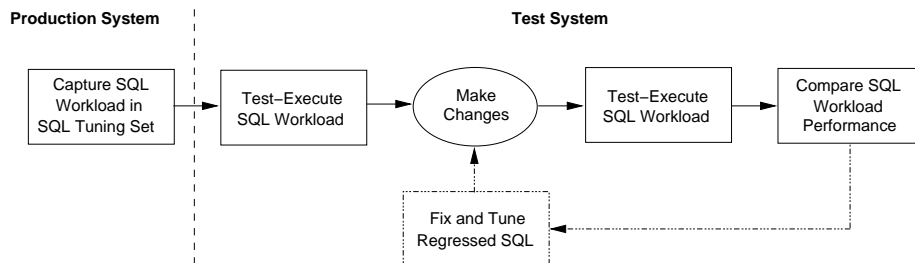 Production System
Test System
Capture SQL
Workload in
SQL Tuning Set
Test−Execute
SQL Workload
Make
Changes
Test−Execute
SQL Workload
Compare SQL
Workload
Performance
Fix and Tune
Regressed SQL